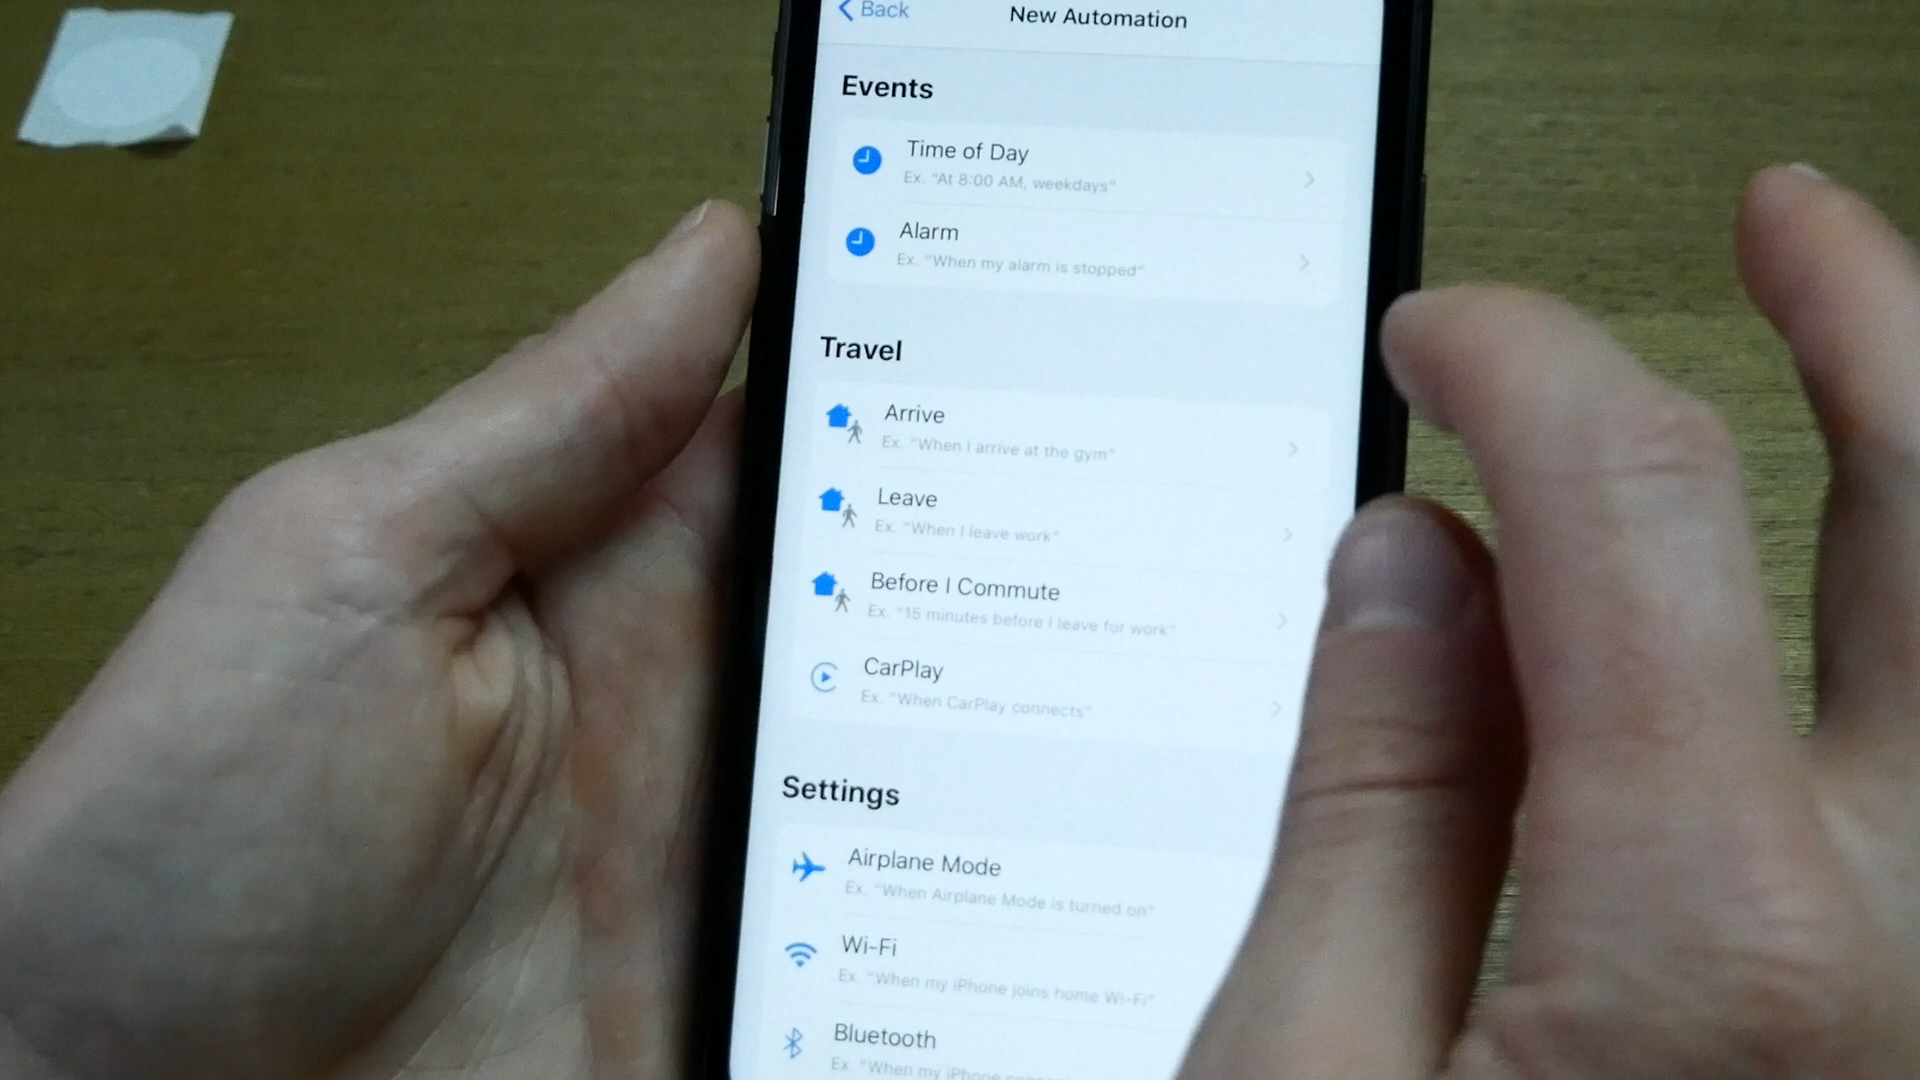 Back
New Automation
Events
Time of Day
Ex. "At 8:00 AM, weekdays"
Alarm
Ex. "When my alarm is stopped"
Travel
Arrive
Ex. "When I arrive at the gym"
Leave
Ex. "When I leave work"
Before I Commute
Ex. "15 minutes before I leave for work"
CarPlay
Ex. "When CarPlay connects"
Settings
Airplane Mode
Ex. "When Airplane Mode is turned on"
Wi-Fi
Ex. "When my iPhone joins home Wi-Fi"
Bluetooth
Ex. "When my iPhone